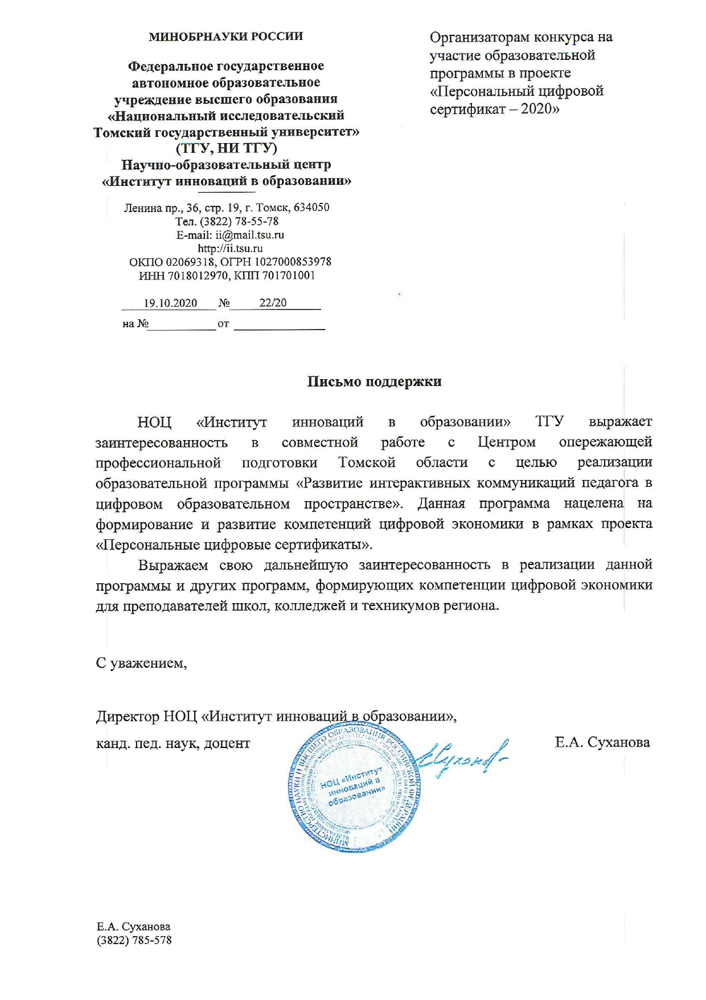 МИНОБРНАУКИ РОССИИ
Федеральное государственное
автономное образовательное
учреждение высшего образования
«Национальный исследовательский
Томский государственный университет»
(ТГУ, НИ ТГУ)
Научно-образовательный центр
«Институт инноваций в образовании»
Ленина пр., 36, стр. 19, г. Томск, 634050
Тел. (3822) 78-55-78
E-mail: ii@mail.tsu.ru
http://ii.tsu.ru
ОКПО 02069318, ОГРН 1027000853978
ИНН 7018012970, КПП 701701001
19.10.2020 № 22/20
на № от
Организаторам конкурса на
участие образовательной
программы в проекте
«Персональный цифровой
сертификат – 2020»
Письмо поддержки
НОЦ «Институт инноваций в образовании» ТГУ выражает
заинтересованность в совместной работе с Центром опережающей
профессиональной подготовки Томской области с целью реализации
образовательной программы «Развитие интерактивных коммуникаций педагога в
цифровом образовательном пространстве». Данная программа нацелена на
формирование и развитие компетенций цифровой экономики в рамках проекта
«Персональные цифровые сертификаты».
Выражаем свою дальнейшую заинтересованность в реализации данной
программы и других программ, формирующих компетенции цифровой экономики
для преподавателей школ, колледжей и техникумов региона.
С уважением,
Директор НОЦ «Институт инноваций в образовании»,
канд. пед. наук, доцент
Е.А. Суханова
МИНИСТЕРСТВО НАУКИ И ВЫСШЕГО ОБРАЗОВАНИЯ РОССИЙСКОЙ ФЕДЕРАЦИИ
НОЦ «Институт
инноваций в
образовании»
Е.А. Суханова
(3822) 785-578